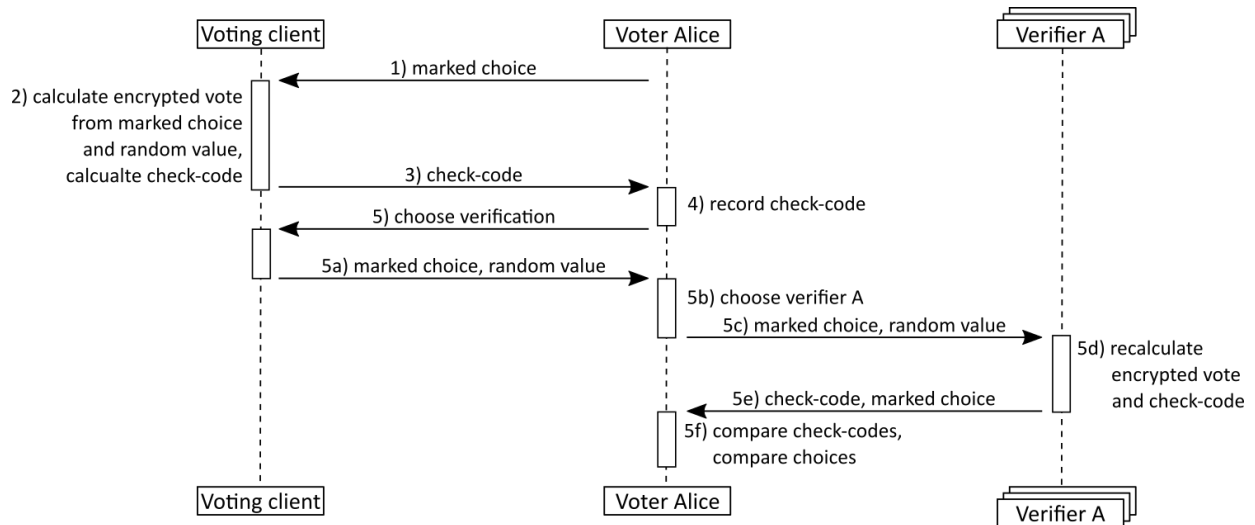 Voting client
Voter Alice
Verifier A
1) marked choice
2) calculate encrypted vote
from marked choice
and random value,
calcualte check-code
3) check-code
4) record check-code
5) choose verification
5a) marked choice, random value
5b) choose verifier A
5c) marked choice, random value
5d) recalculate
encrypted vote
and check-code
5e) check-code, marked choice
5f) compare check-codes,
compare choices
Voting client
Voter Alice
Verifier A